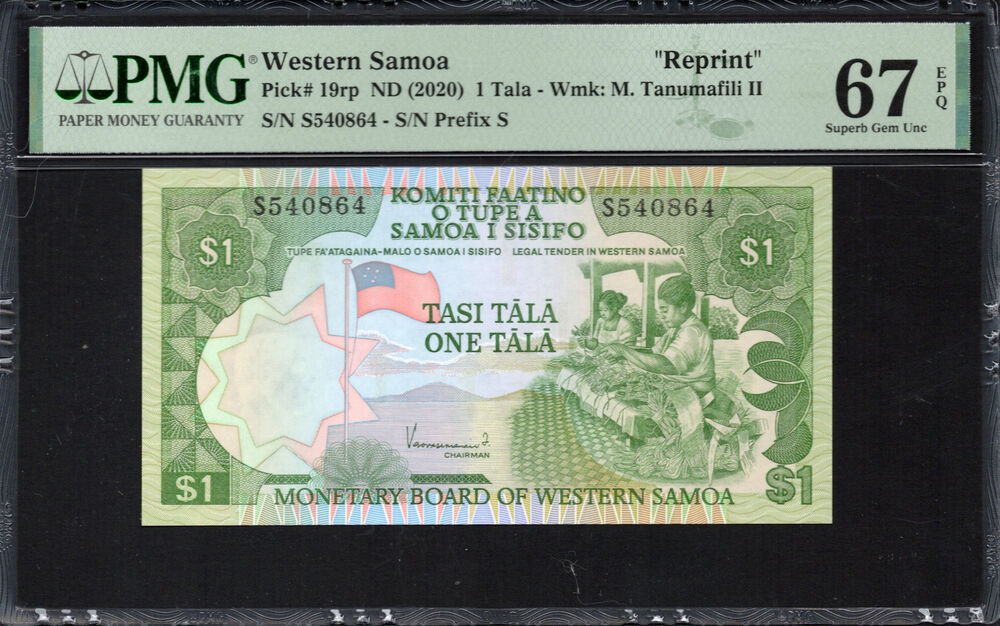 PMG®
PAPER MONEY GUARANTY
Western Samoa "Reprint"
Pick# 19rp ND (2020) 1 Tala - Wmk: M. Tanumafili II
S/N S540864 - S/N Prefix S
67
EPQ
Superb Gem Unc
S540864
KOMITI FAATINO
O TUPE A
SAMOA I SISIFO
S540864
$1
$1
TUPE FA'ATAGAINA-MALO O SAMOA I SISIFO LEGAL TENDER IN WESTERN SAMOA
TASI TĀLĀ
ONE TĀLĀ
CHAIRMAN
$1
MONETARY BOARD OF WESTERN SAMOA
$1